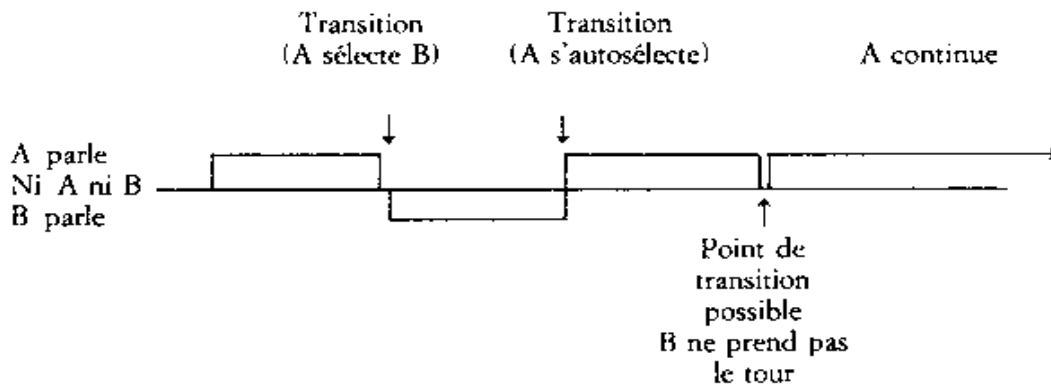 Transition
(A sélecte B)
Transition
(A s'autosélecte)
A continue
A parle
Ni A ni B
B parle
Point de
transition
possible
B ne prend pas
le tour